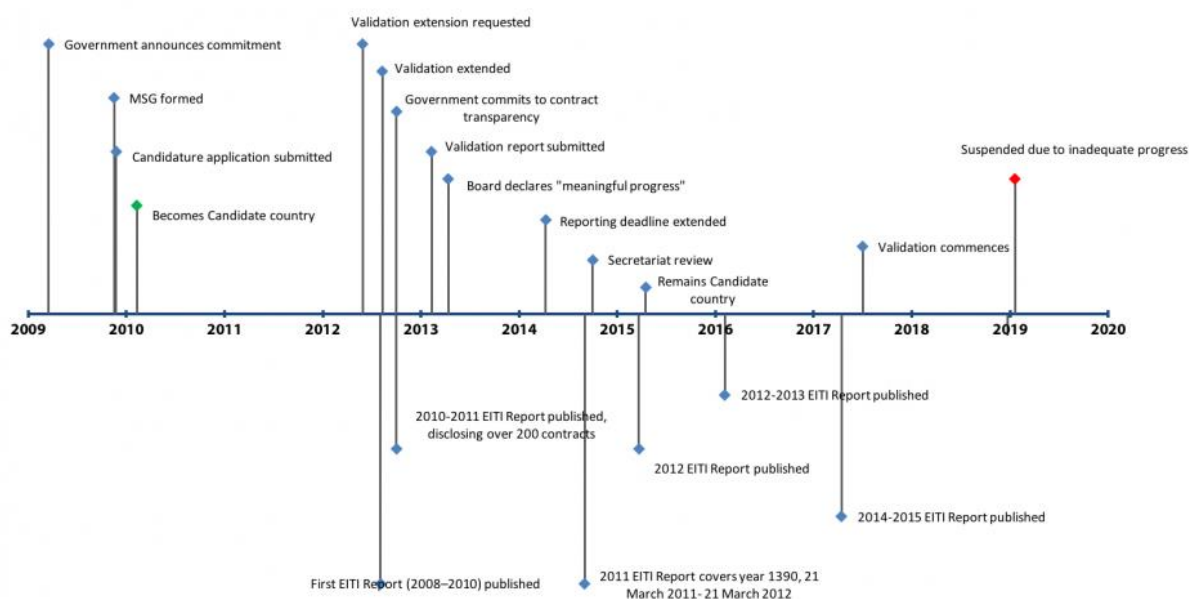 Validation extension requested
Government announces commitment
Validation extended
MSG formed
Government commits to contract
transparency
Validation report submitted
Suspended due to inadequate progress
Candidature application submitted
Board declares "meaningful progress"
Becomes Candidate country
Reporting deadline extended
Validation commences
Secretariat review
Remains Candidate
country
2009 2010 2011 2012 2013 2014 2015 2016 2017 2018 2019 2020
2012-2013 EITI Report published
2010-2011 EITI Report published,
disclosing over 200 contracts
2012 EITI Report published
2014-2015 EITI Report published
First EITI Report (2008–2010) published
2011 EITI Report covers year 1390, 21
March 2011- 21 March 2012